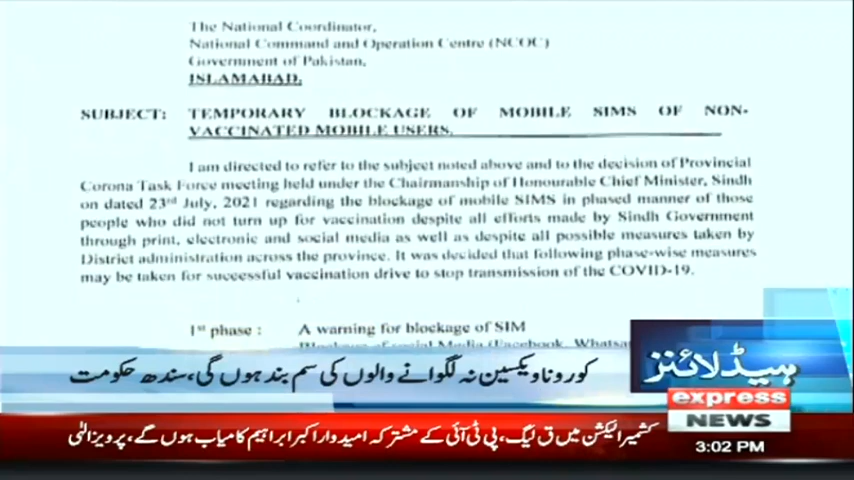 The National Coordinator,
National Command and Operation Centre (NCOC)
Government of Pakistan,
ISLAMABAD.
SUBJECT: TEMPORARY BLOCKAGE OF MOBILE SIMS OF NON-
VACCINATED MOBILE USERS.
I am directed to refer to the subject noted above and to the decision of Provincial
Corona Task Force meeting held under the Chairmanship of Honourable Chief Minister, Sindh
on dated 23rd July, 2021 regarding the blockage of mobile SIMS in phased manner of those
people who did not turn up for vaccination despite all efforts made by Sindh Government
through print, electronic and social media as well as despite all possible measures taken by
District administration across the province. It was decided that following phase-wise measures
may be taken for successful vaccination drive to stop transmission of the COVID-19.
1st phase : A warning for blockage of SIM
Blockage of social Media (Facebook, Whatsa
ہیڈلائنز
کورونا ویکسین نہ لگوانے والوں کی سم بند ہوں گی، سندھ حکومت
express
NEWS
کشمیر الیکشن میں ق لیگ، پی ٹی آئی کے مشترکہ امیدوار اکبر ابراہیم کامیاب ہوں گے، پرویز الٰہی
3:02 PM